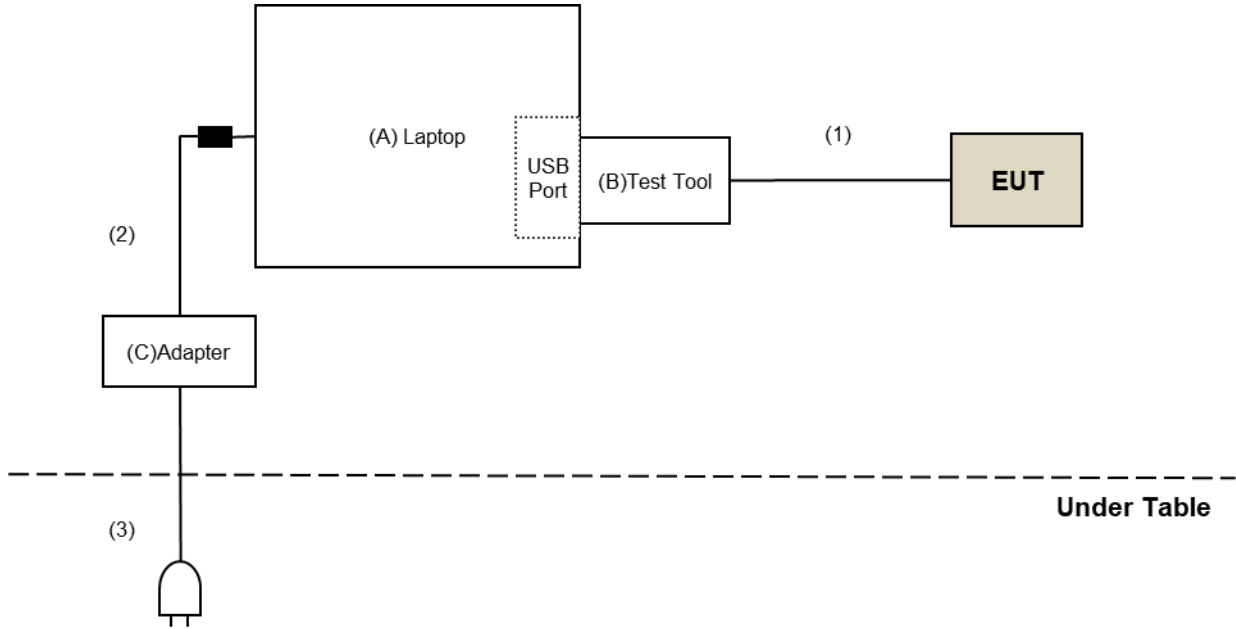 (A) Laptop
USB
Port
(B)Test Tool
(1)
EUT
(2)
(C)Adapter
Under Table
(3)